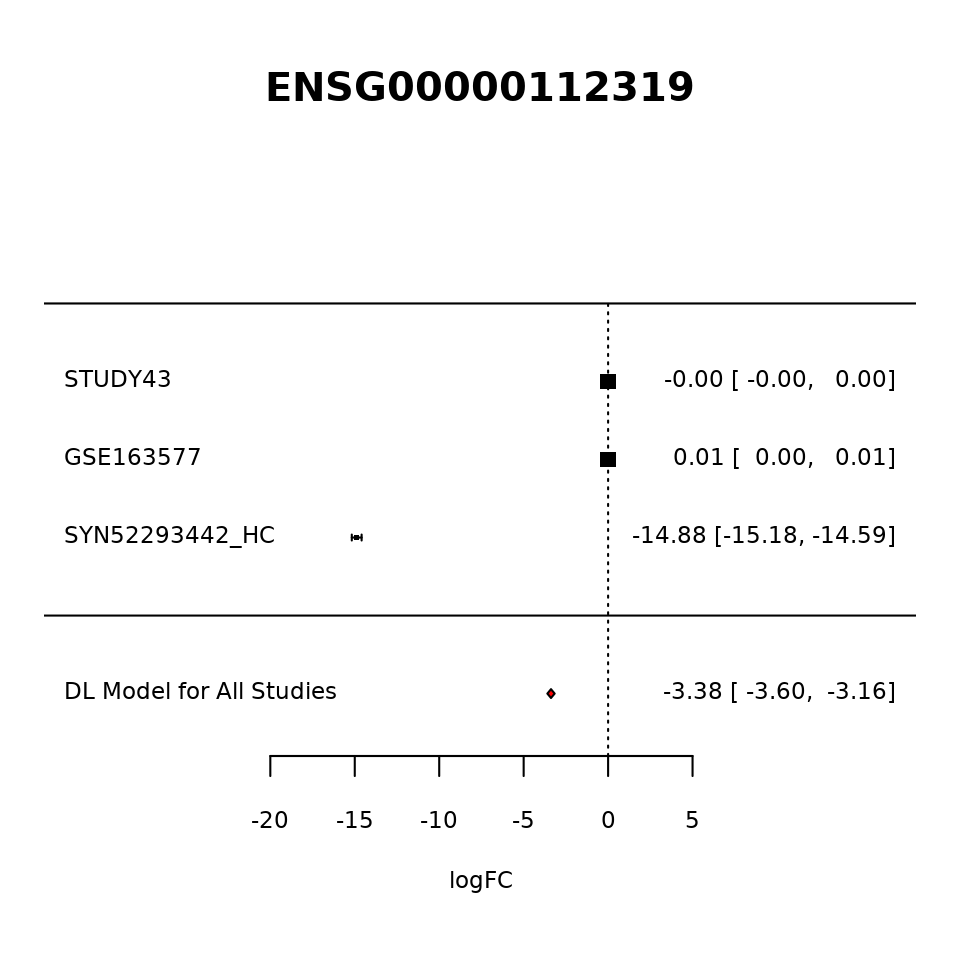 ENSG00000112319
STUDY43 -0.00 [ -0.00, 0.00]
GSE163577 0.01 [ 0.00, 0.01]
SYN52293442_HC -14.88 [-15.18, -14.59]
DL Model for All Studies -3.38 [ -3.60, -3.16]
-20 -15 -10 -5 0 5
logFC